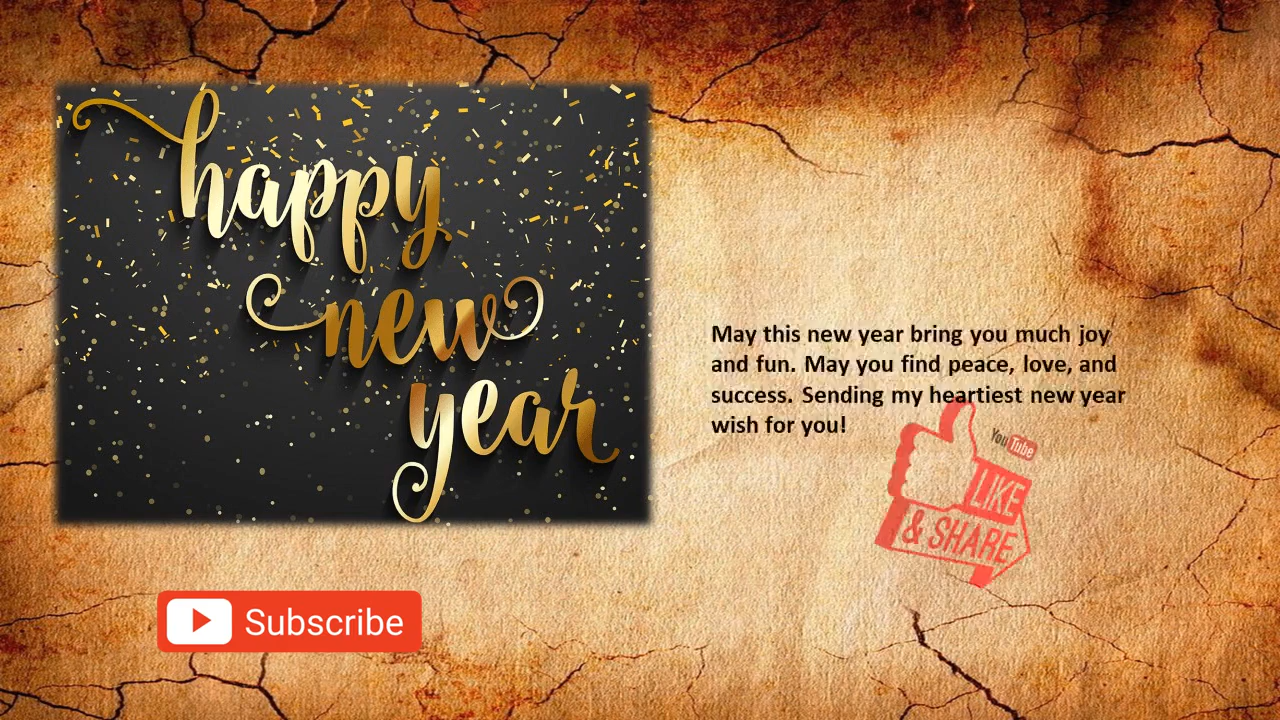 happy
new
year
May this new year bring you much joy
and fun. May you find peace, love, and
success. Sending my heartiest new year
wish for you!
YouTube
LIKE
& SHARE
Subscribe